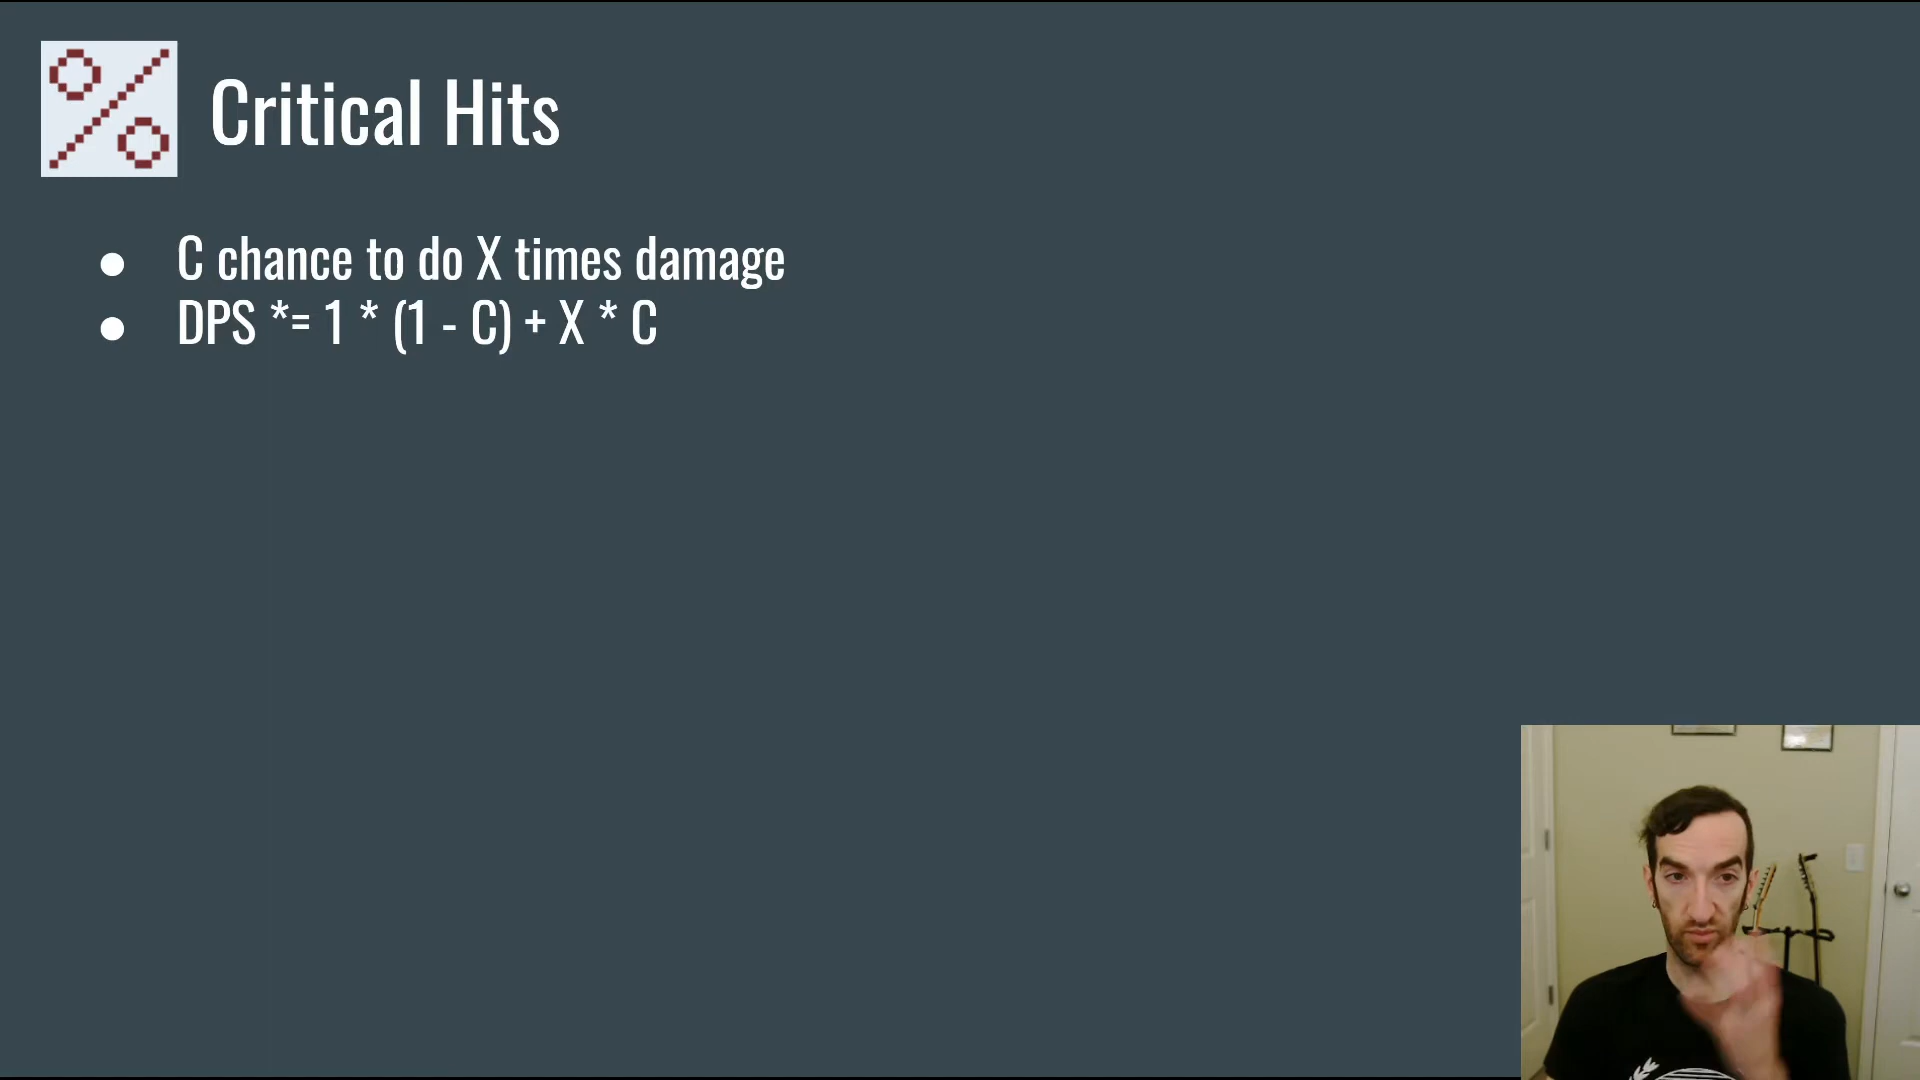 Critical Hits
● C chance to do X times damage
● DPS *= 1 * (1 - C) + X * C